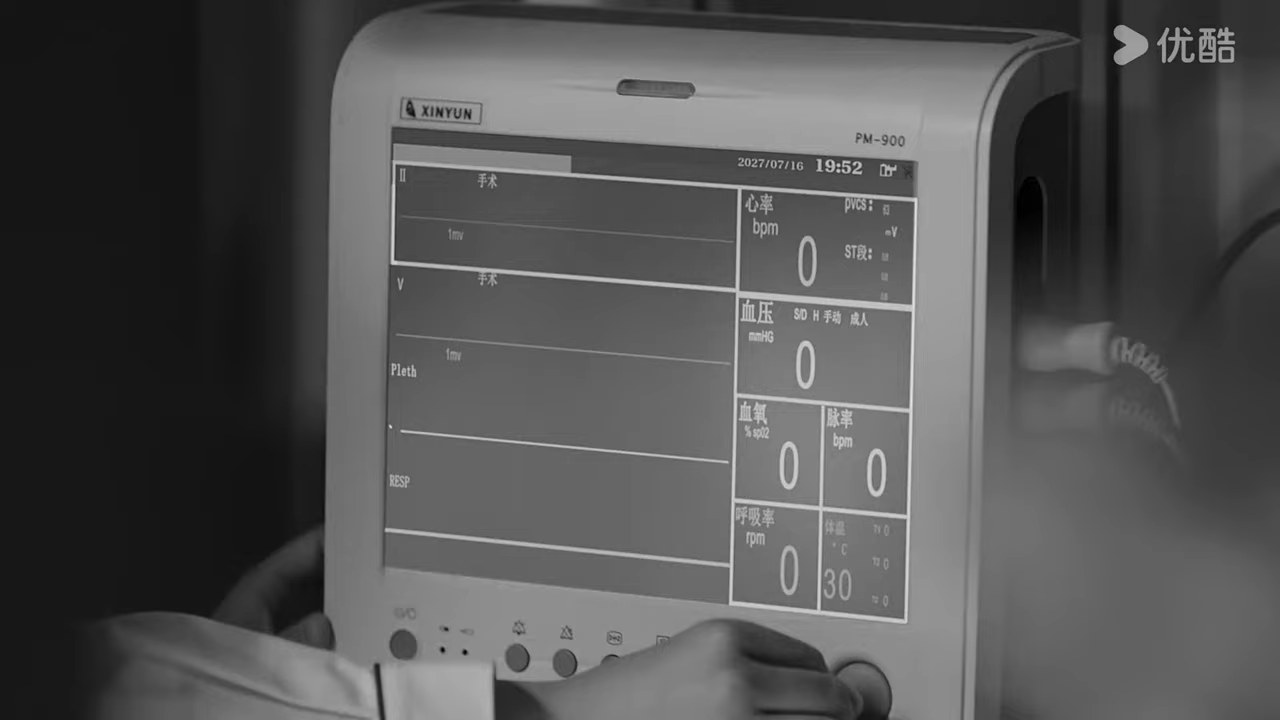 优酷
XINYUN
PM-900
2027/07/16 19:52
II 手术
1mv
心率 pvcs:
bpm
mV
ST段:
0
V 手术
1mv
血压 S/D H 手动 成人
mmHG
0
Pleth
血氧
% sp02
0
脉率
bpm
0
RESP
呼吸率
rpm
0
体温
°C
30